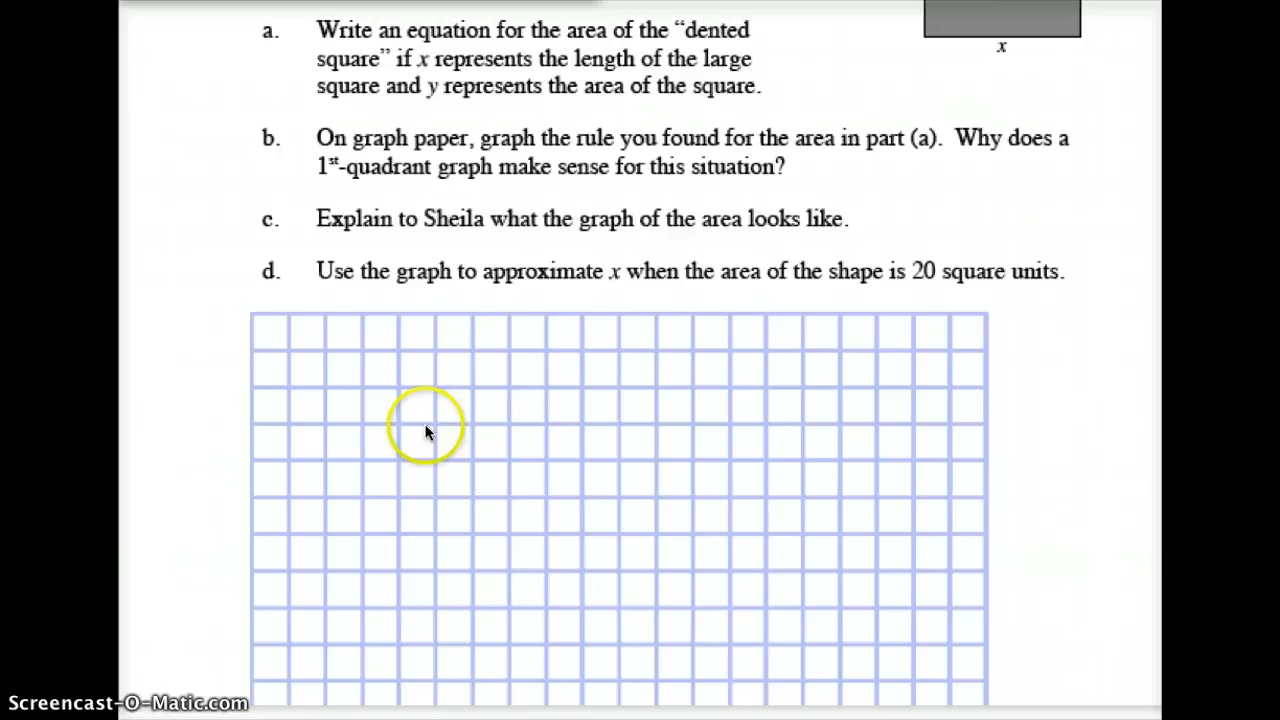 a. Write an equation for the area of the “dented
square” if x represents the length of the large
square and y represents the area of the square.
x
b. On graph paper, graph the rule you found for the area in part (a). Why does a
1st-quadrant graph make sense for this situation?
c. Explain to Sheila what the graph of the area looks like.
d. Use the graph to approximate x when the area of the shape is 20 square units.
Screencast-O-Matic.com